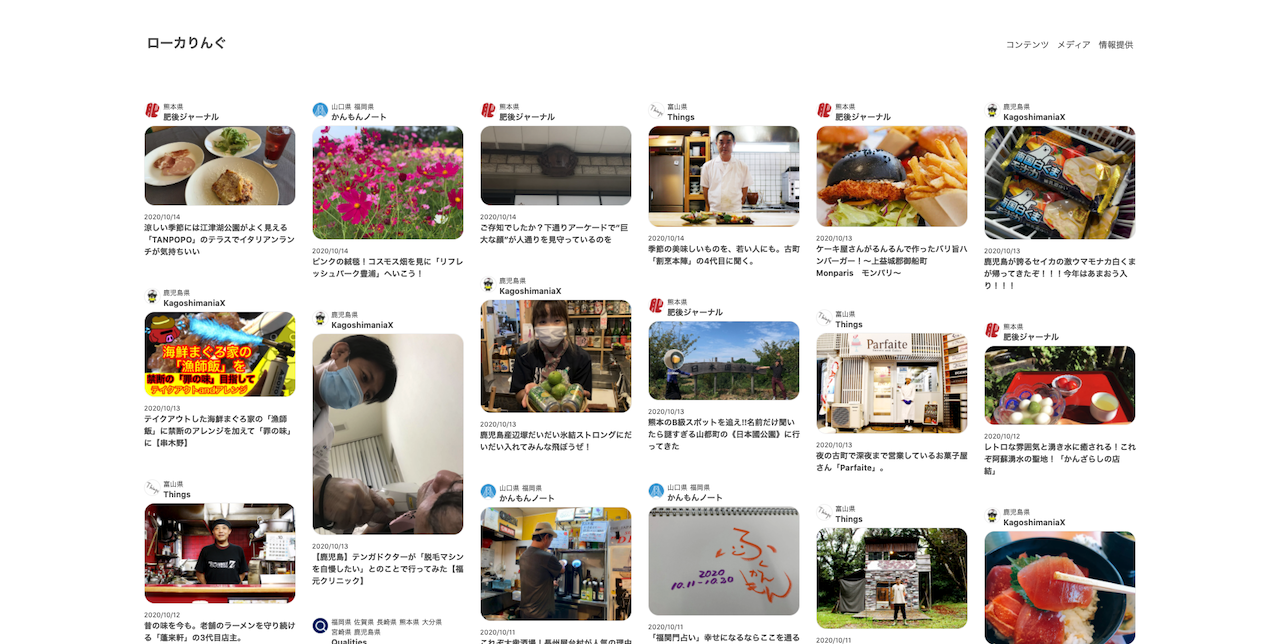 ローカりんぐ
コンテンツ メディア 情報提供
熊本県
肥後ジャーナル
2020/10/14
涼しい季節には江津湖公園がよく見える
「TANPOPO」のテラスでイタリアンラン
チが気持ちいい
鹿児島県
KagoshimaniaX
海鮮まぐろ家の
「漁師飯」を
禁断の「罪の味」目指して
テイクアウトandアレンジ
2020/10/13
テイクアウトした海鮮まぐろ家の「漁師
飯」に禁断のアレンジを加えて「罪の味」
に【串木野】
富山県
Things
2020/10/12
昔の味を今も。老舗のラーメンを守り続け
る「蓬来軒」の3代目店主。
山口県 福岡県
かんもんノート
2020/10/14
ピンクの絨毯！コスモス畑を見に「リフレ
ッシュパーク豊浦」へいこう！
鹿児島県
KagoshimaniaX
2020/10/13
【鹿児島】テンガドクターが「脱毛マシン
を自慢したい」とのことで行ってみた【福
元クリニック】
福岡県 佐賀県 長崎県 熊本県 大分県
宮崎県 鹿児島県
Qualities
熊本県
肥後ジャーナル
2020/10/14
ご存知でしたか？下通りアーケードで“巨
大な顔”が人通りを見守っているのを
鹿児島県
KagoshimaniaX
2020/10/13
鹿児島産辺塚だいだい氷結ストロングにだ
いだい入れてみんな飛ぼうぜ！
山口県 福岡県
かんもんノート
2020/10/11
これぞ大衆酒場！長州屋台村が人気の理由
富山県
Things
2020/10/14
季節の美味しいものを、若い人にも。古町
「割烹本陣」の4代目に聞く。
熊本県
肥後ジャーナル
日本國
2020/10/13
熊本のB級スポットを追え!!名前だけ聞い
たら謎すぎる山都町の《日本國公園》に行
ってきた
山口県 福岡県
かんもんノート
ふくかんもん
2020
10.11-10.20
2020/10/11
「福関門占い」幸せになるならここを通る
熊本県
肥後ジャーナル
2020/10/13
ケーキ屋さんがるんるんで作ったパリ旨ハ
ンバーガー！～上益城郡御船町
Monparis モンパリ～
富山県
Things
Parfaite
2020/10/13
夜の古町で深夜まで営業しているお菓子屋
さん「Parfaite」。
富山県
Things
2020/10/11
鹿児島県
KagoshimaniaX
2020/10/13
鹿児島が誇るセイカの激ウマモナカ白くま
が帰ってきたぞ！！！今年はあまおう入
り！！！
熊本県
肥後ジャーナル
2020/10/12
レトロな雰囲気と湧き水に癒される！これ
ぞ阿蘇湧水の聖地！「かんざらしの店
結」
鹿児島県
KagoshimaniaX